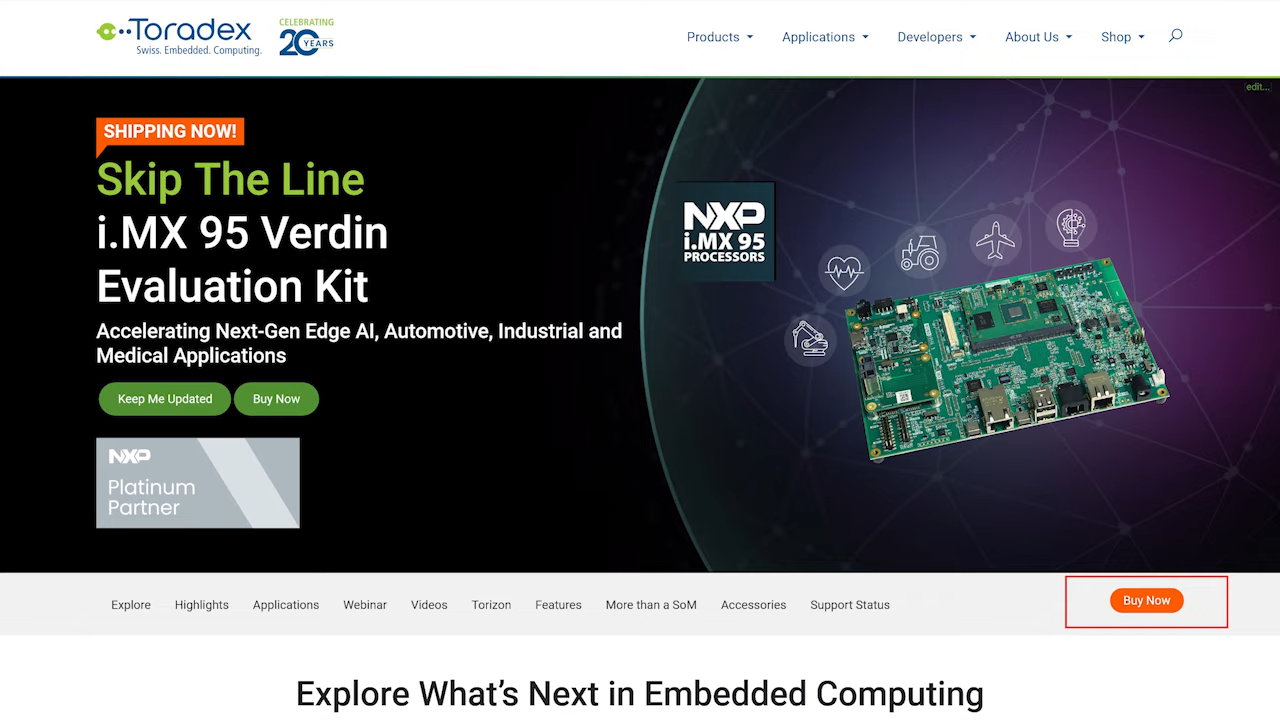 Toradex
Swiss. Embedded. Computing.
CELEBRATING
20 YEARS
Products
Applications
Developers
About Us
Shop
edit...
SHIPPING NOW!
Skip The Line
i.MX 95 Verdin
Evaluation Kit
Accelerating Next-Gen Edge AI, Automotive, Industrial and
Medical Applications
Keep Me Updated
Buy Now
NXP
Platinum
Partner
NXP
i.MX 95
PROCESSORS
Explore
Highlights
Applications
Webinar
Videos
Torizon
Features
More than a SoM
Accessories
Support Status
Buy Now
Explore What's Next in Embedded Computing